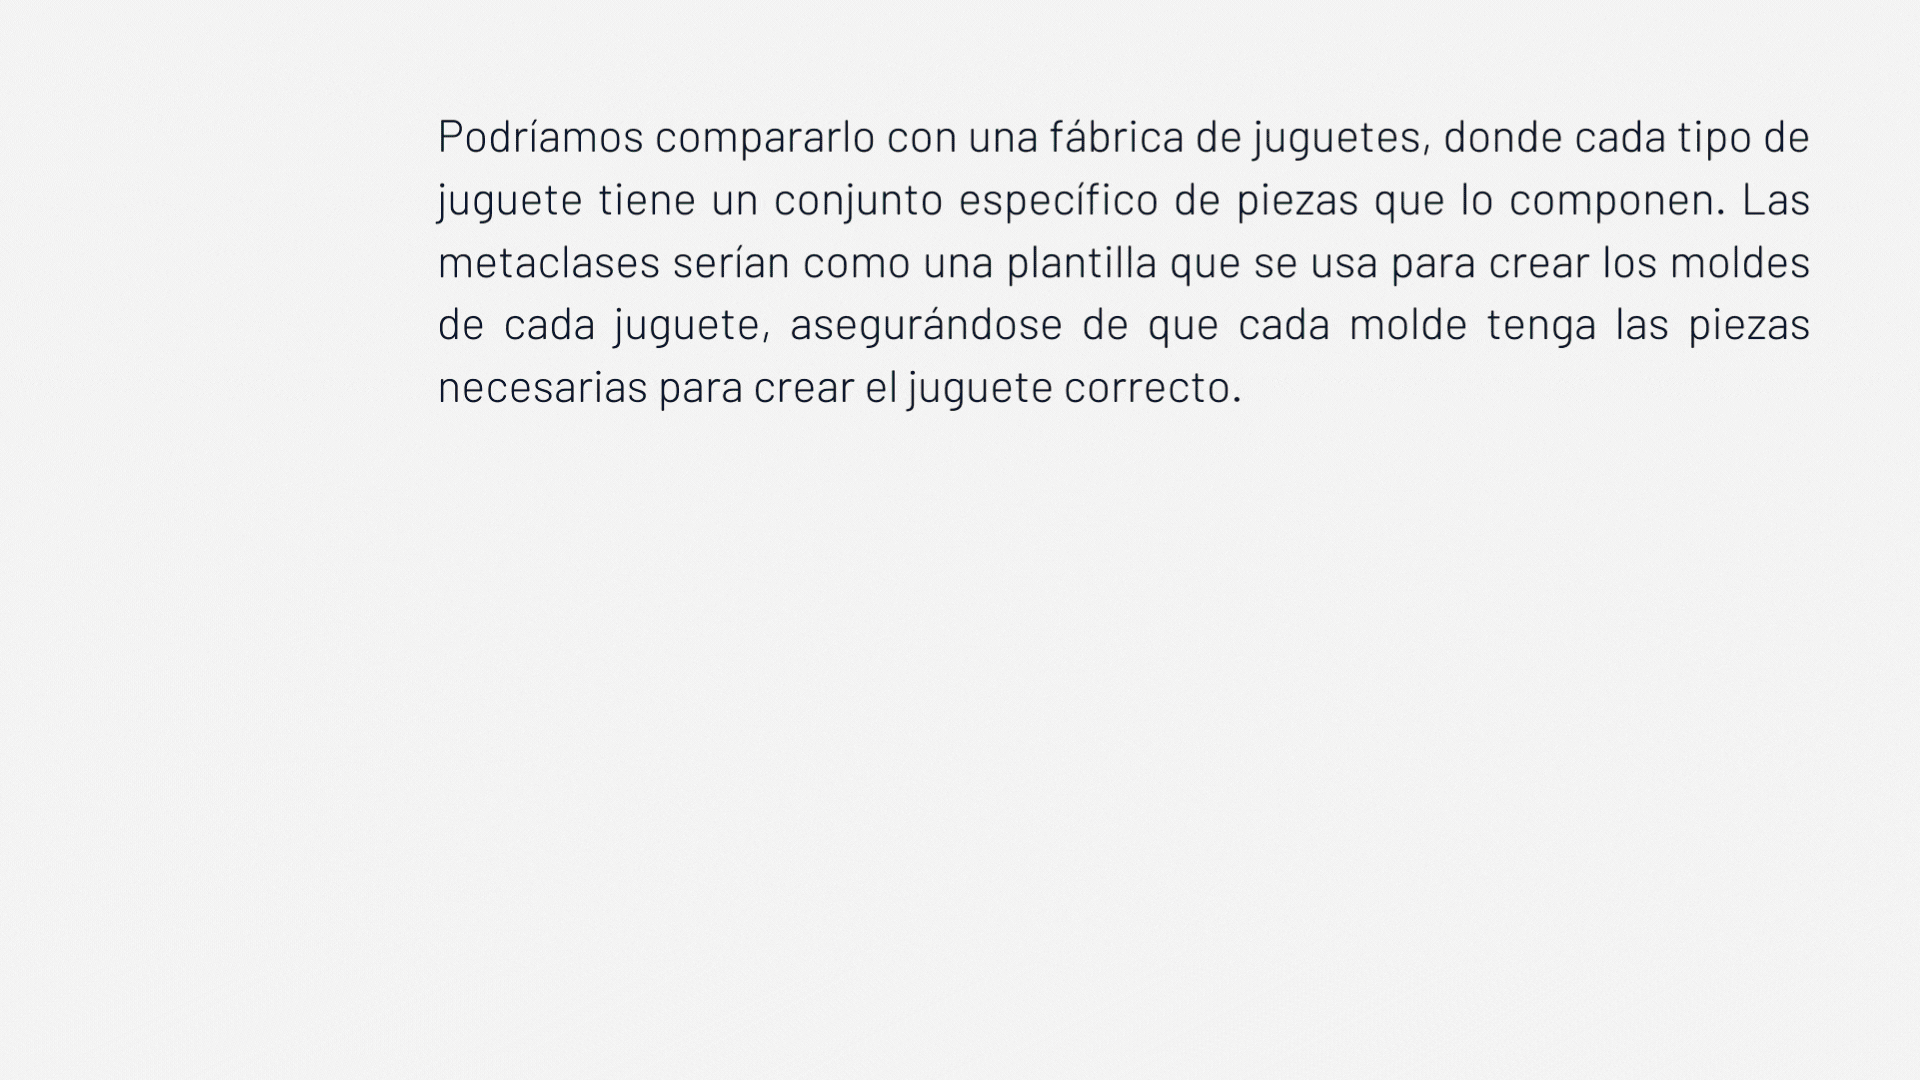 Podríamos compararlo con una fábrica de juguetes, donde cada tipo de
juguete tiene un conjunto específico de piezas que lo componen. Las
metaclases serían como una plantilla que se usa para crear los moldes
de cada juguete, asegurándose de que cada molde tenga las piezas
necesarias para crear el juguete correcto.